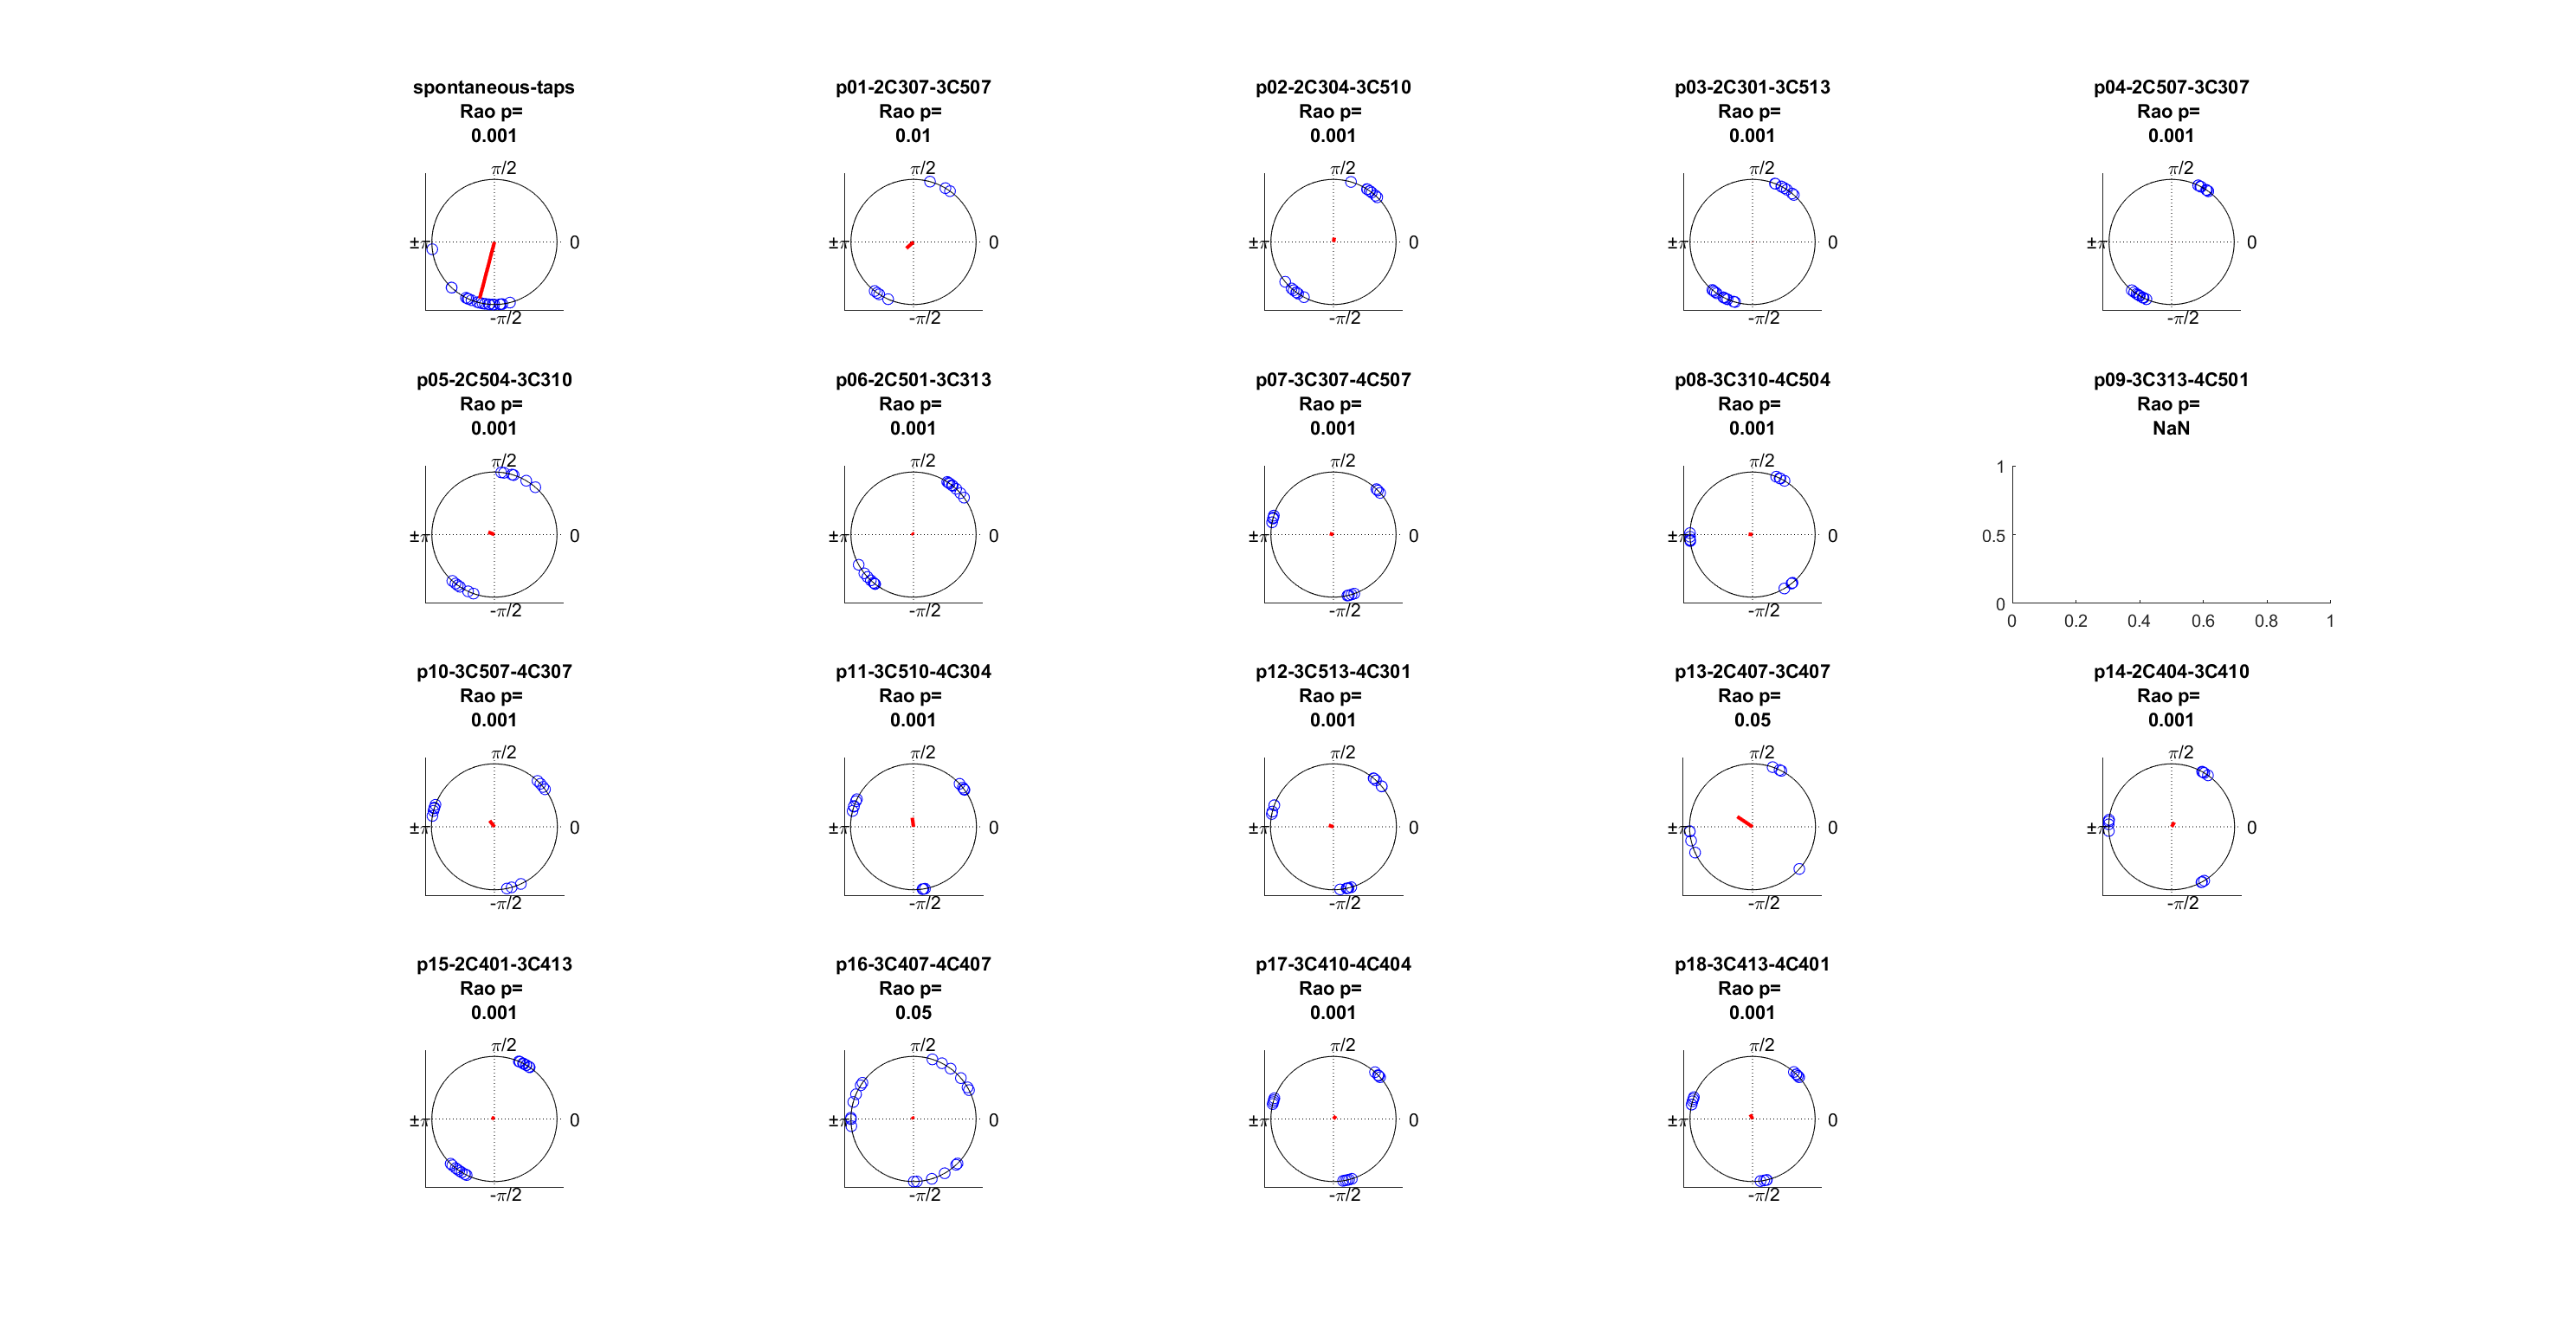 spontaneous-taps
Rao p=
0.001
π/2
±π
0
-π/2
p01-2C307-3C507
Rao p=
0.01
π/2
±π
0
-π/2
p02-2C304-3C510
Rao p=
0.001
π/2
±π
0
-π/2
p03-2C301-3C513
Rao p=
0.001
π/2
±π
0
-π/2
p04-2C507-3C307
Rao p=
0.001
π/2
±π
0
-π/2
p05-2C504-3C310
Rao p=
0.001
π/2
±π
0
-π/2
p06-2C501-3C313
Rao p=
0.001
π/2
±π
0
-π/2
p07-3C307-4C507
Rao p=
0.001
π/2
±π
0
-π/2
p08-3C310-4C504
Rao p=
0.001
π/2
±π
0
-π/2
p09-3C313-4C501
Rao p=
NaN
1
0.5
0
0 0.2 0.4 0.6 0.8 1
p10-3C507-4C307
Rao p=
0.001
π/2
±π
0
-π/2
p11-3C510-4C304
Rao p=
0.001
π/2
±π
0
-π/2
p12-3C513-4C301
Rao p=
0.001
π/2
±π
0
-π/2
p13-2C407-3C407
Rao p=
0.05
π/2
±π
0
-π/2
p14-2C404-3C410
Rao p=
0.001
π/2
±π
0
-π/2
p15-2C401-3C413
Rao p=
0.001
π/2
±π
0
-π/2
p16-3C407-4C407
Rao p=
0.05
π/2
±π
0
-π/2
p17-3C410-4C404
Rao p=
0.001
π/2
±π
0
-π/2
p18-3C413-4C401
Rao p=
0.001
π/2
±π
0
-π/2